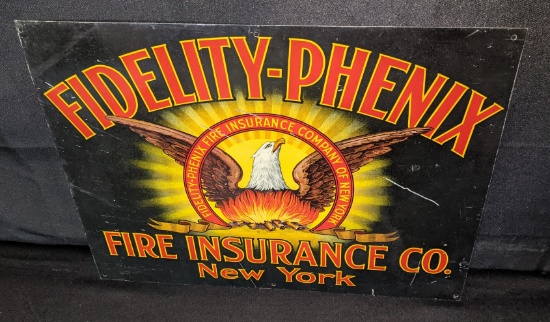 FIDELITY-PHENIX
FIDELITY-PHENIX FIRE INSURANCE COMPANY OF NEW YORK
FIRE INSURANCE CO.
NEW YORK